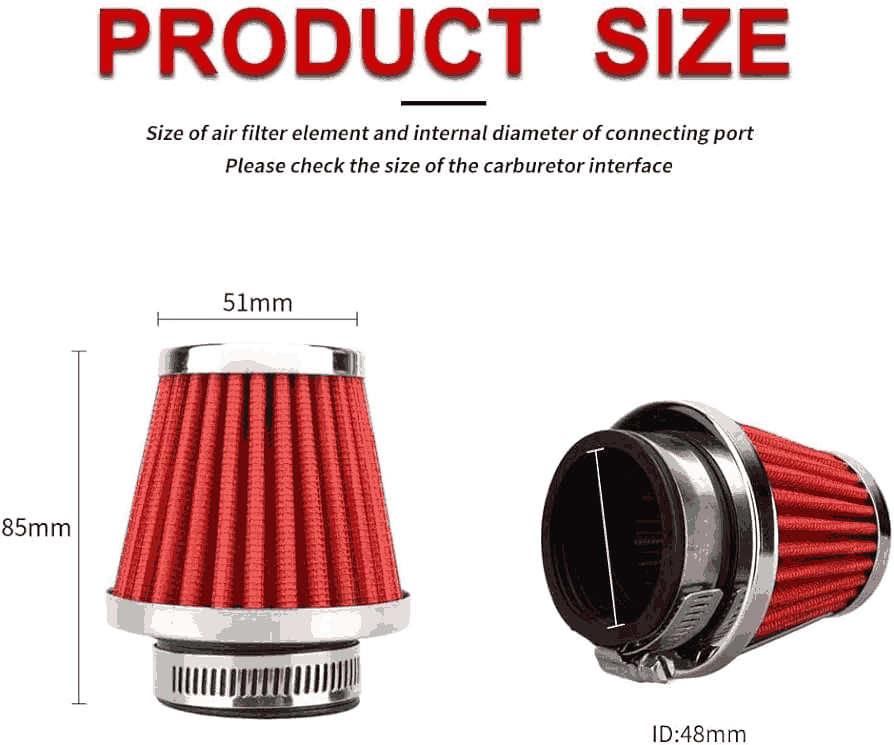 PRODUCT SIZE
Size of air filter element and internal diameter of connecting port
Please check the size of the carburetor interface
51mm
85mm
ID:48mm